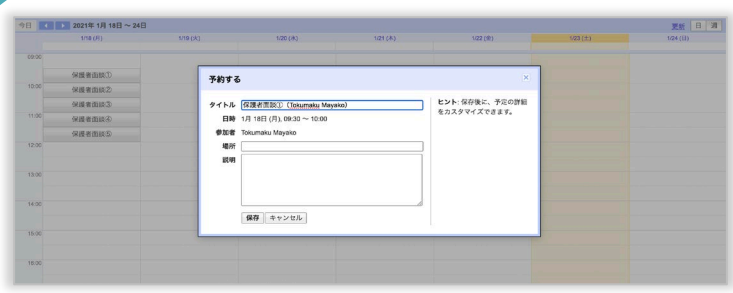 今日 2021年 1月 18日 ~ 24日 更新 日 週
1/18 (月) 1/19 (火) 1/20 (水) 1/21 (木) 1/22 (金) 1/23 (土) 1/24 (日)
09:00
保護者面談①
10:00
保護者面談②
保護者面談③
11:00
保護者面談④
保護者面談⑤
12:00
13:00
14:00
15:00
16:00
予約する
タイトル 保護者面談①（Tokumaku Mayako）
日時 1月 18日 (月), 09:30 ～ 10:00
参加者 Tokumaku Mayako
場所
説明
保存 キャンセル
ヒント: 保存後に、予定の詳細
をカスタマイズできます。